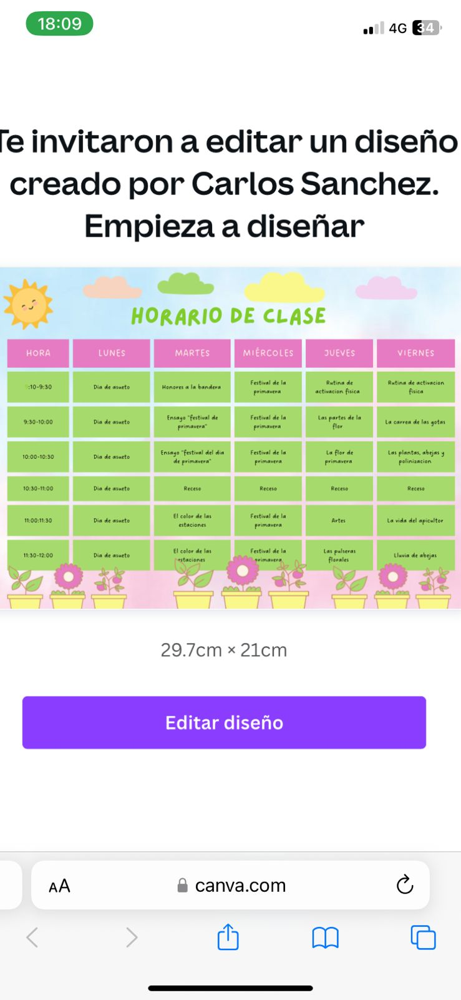 18:09
4G 34
Te invitaron a editar un diseño
creado por Carlos Sanchez.
Empieza a diseñar
HORARIO DE CLASE
HORA LUNES MARTES MIÉRCOLES JUEVES VIERNES
:10-9:30 Dia de asueto Honores a la bandera Festival de la primavera Rutina de activacion fisica Rutina de activacion fisica
9:30-10:00 Dia de asueto Ensayo "festival de primavera" Festival de la primavera Las partes de la flor La carrea de las gotas
10:00-10:30 Dia de asueto Ensayo "festival del dia de primavera" Festival de la primavera La flor de primavera Las plantas, abejas y polinizacion
10:30-11:00 Dia de asueto Receso Receso Receso Receso
11:00:11:30 Dia de asueto El color de las estaciones Festival de la primavera Artes La vida del apicultor
11:30-12:00 Dia de asueto El color de las estaciones Festival de la primavera Las pulseras florales Lluvia de abejas
29.7cm × 21cm
Editar diseño
AA canva.com